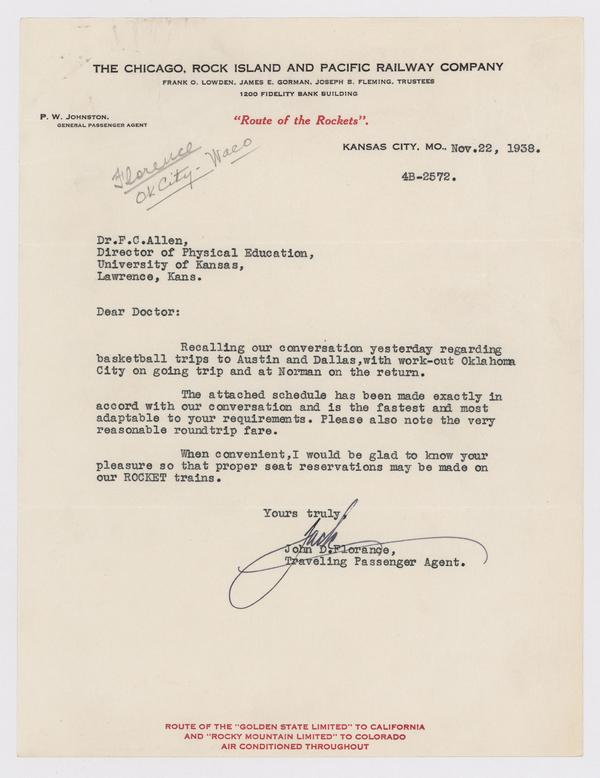 THE CHICAGO, ROCK ISLAND AND PACIFIC RAILWAY COMPANY
FRANK O. LOWDEN, JAMES E. GORMAN, JOSEPH B. FLEMING, TRUSTEES
1200 FIDELITY BANK BUILDING
P. W. JOHNSTON,
GENERAL PASSENGER AGENT
"Route of the Rockets".
KANSAS CITY, MO., Nov.22, 1938.
Florence
OK City - Waco
4B-2572.
Dr.F.C.Allen,
Director of Physical Education,
University of Kansas,
Lawrence, Kans.
Dear Doctor:
Recalling our conversation yesterday regarding
basketball trips to Austin and Dallas,with work-out Oklahoma
City on going trip and at Norman on the return.
The attached schedule has been made exactly in
accord with our conversation and is the fastest and most
adaptable to your requirements. Please also note the very
reasonable roundtrip fare.
When convenient,I would be glad to know your
pleasure so that proper seat reservations may be made on
our ROCKET trains.
Yours truly,
Jack
John D.Florance,
Traveling Passenger Agent.
ROUTE OF THE "GOLDEN STATE LIMITED" TO CALIFORNIA
AND "ROCKY MOUNTAIN LIMITED" TO COLORADO
AIR CONDITIONED THROUGHOUT